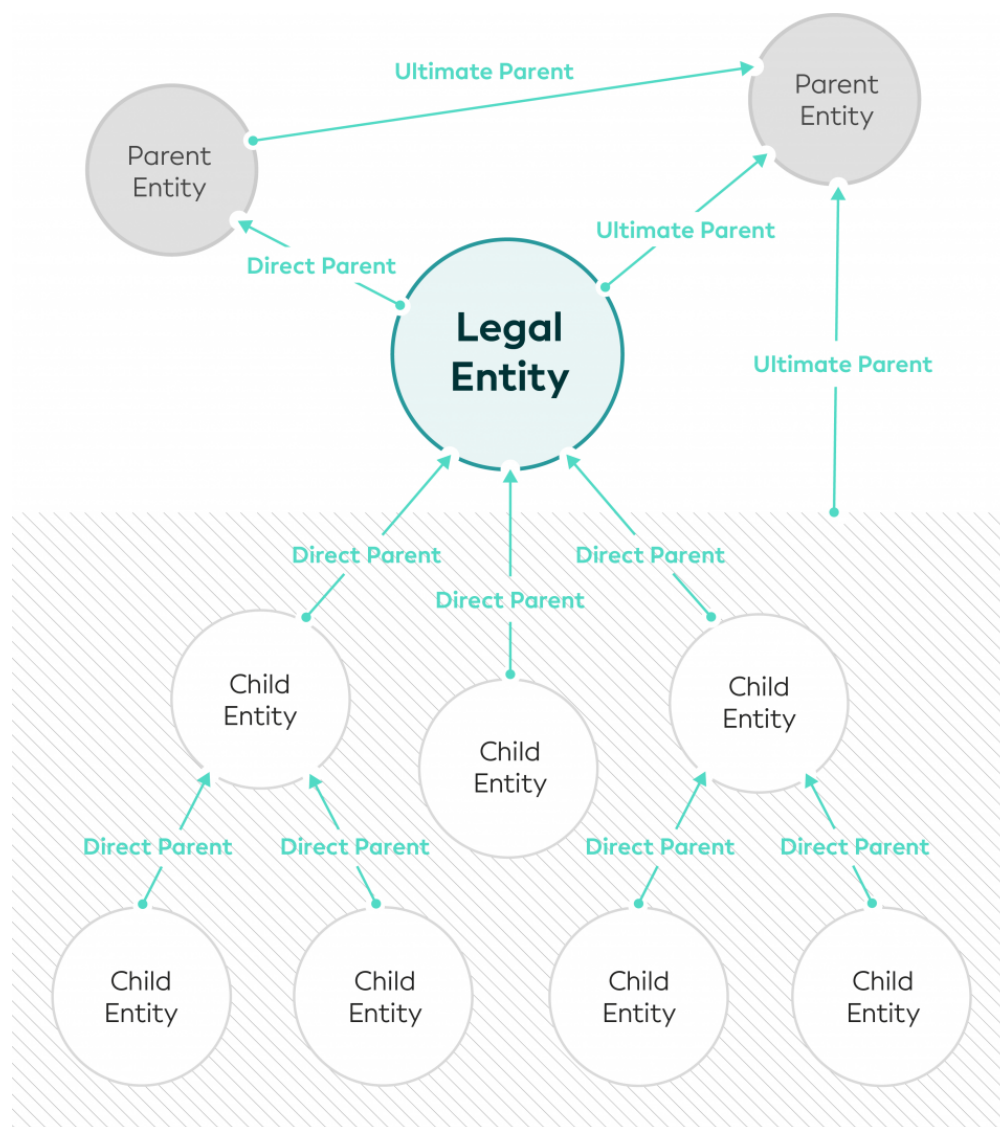 Ultimate Parent
Parent
Entity
Parent
Entity
Ultimate Parent
Direct Parent
Legal
Entity
Ultimate Parent
Direct Parent
Direct Parent
Direct Parent
Child
Entity
Child
Entity
Child
Entity
Direct Parent
Direct Parent
Direct Parent
Direct Parent
Child
Entity
Child
Entity
Child
Entity
Child
Entity